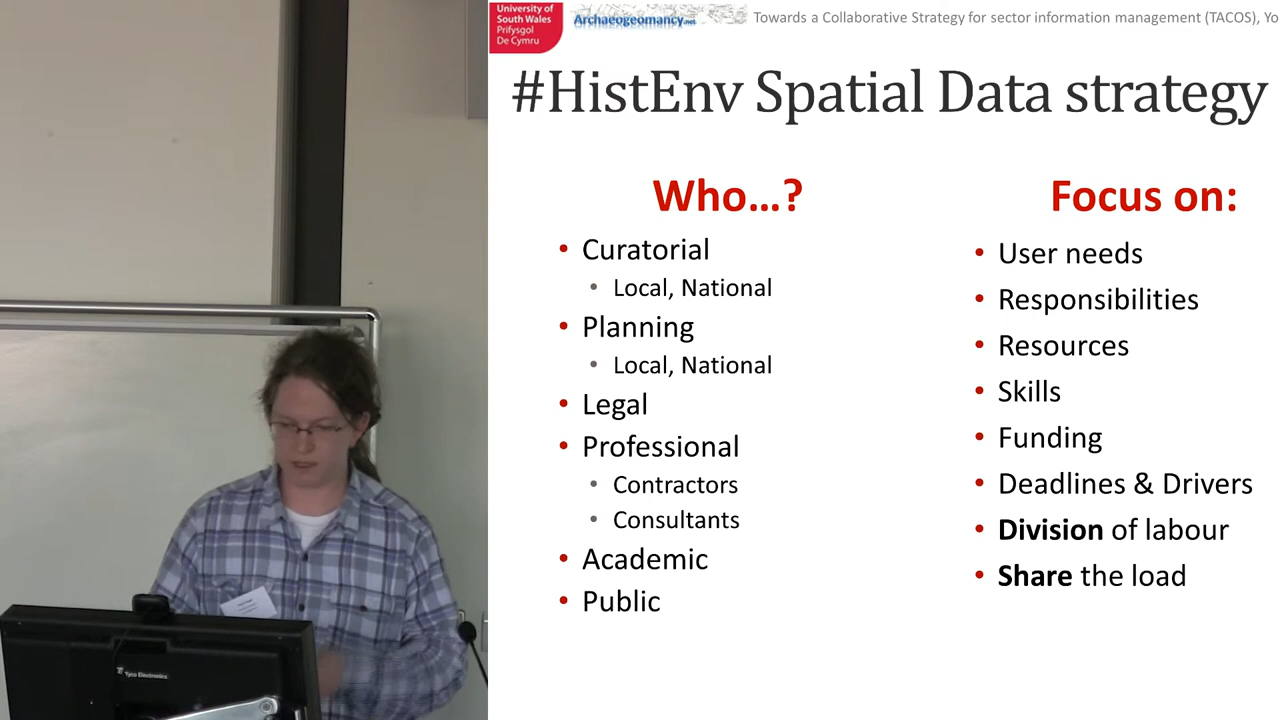 University of
South Wales
Prifysgol
De Cymru
Archaeogeomancy.net
Towards a Collaborative Strategy for sector information management (TACOS), Yo
#HistEnv Spatial Data strategy
Who...?
• Curatorial
• Local, National
• Planning
• Local, National
• Legal
• Professional
• Contractors
• Consultants
• Academic
• Public
Focus on:
• User needs
• Responsibilities
• Resources
• Skills
• Funding
• Deadlines & Drivers
• Division of labour
• Share the load
Tyco Electronics